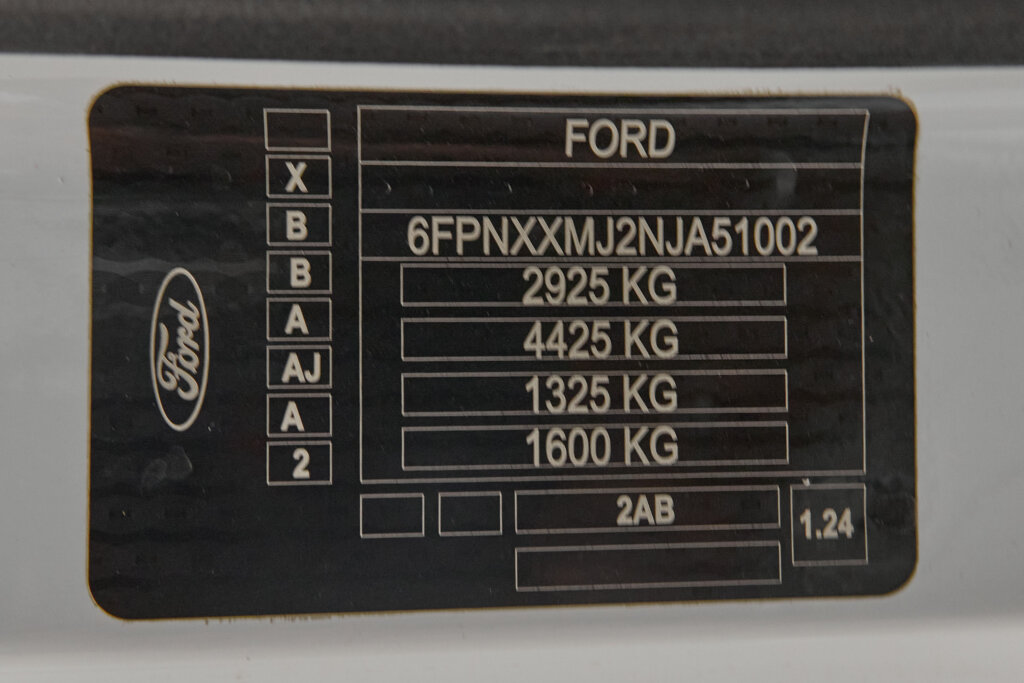 FORD
X
B
6FPNXXMJ2NJA51002
B
2925 KG
A
4425 KG
AJ
1325 KG
A
1600 KG
2
Ford
2AB
1.24